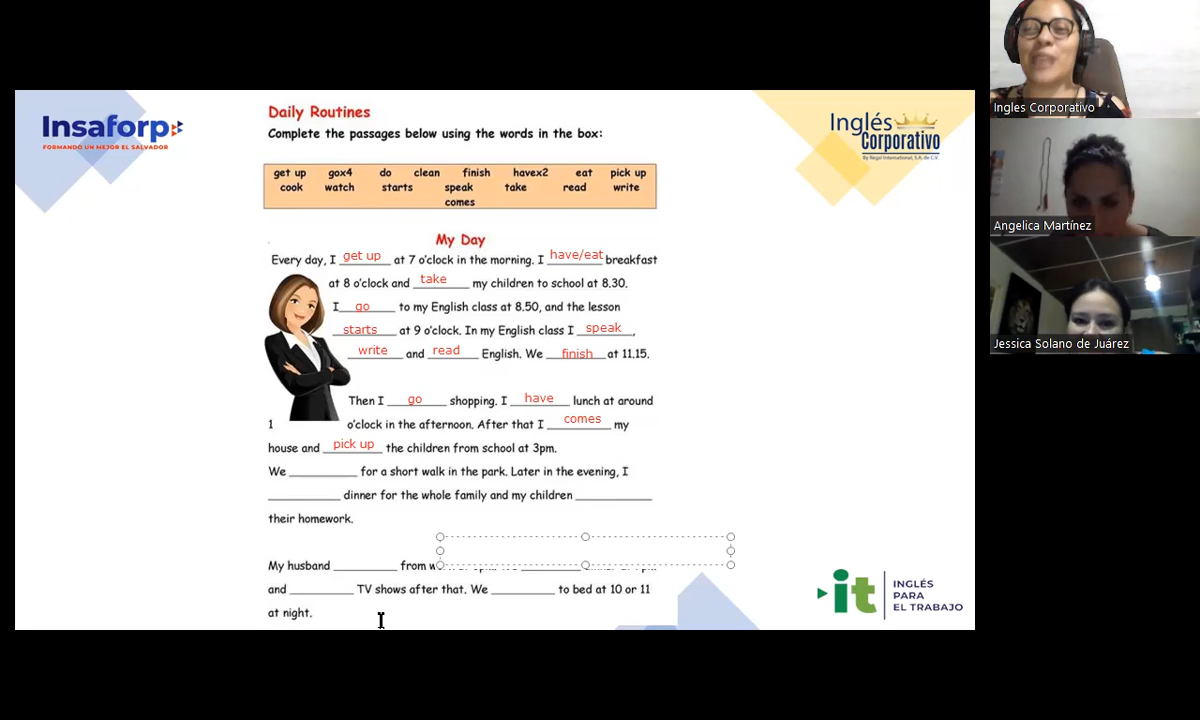 Insaforp
FORMANDO UN MEJOR EL SALVADOR
Inglés
Corporativo
By Regal International, S.A. de C.V.
Daily Routines
Complete the passages below using the words in the box:
get up gox4 do clean finish havex2 eat pick up
cook watch starts speak take read write
comes
My Day
Every day, I get up at 7 o'clock in the morning. I have/eat breakfast
at 8 o'clock and take my children to school at 8.30.
I go to my English class at 8.50, and the lesson
starts at 9 o'clock. In my English class I speak,
write and read English. We finish at 11.15.
Then I go shopping. I have lunch at around
1 o'clock in the afternoon. After that I comes my
house and pick up the children from school at 3pm.
We __________ for a short walk in the park. Later in the evening, I
__________ dinner for the whole family and my children __________
their homework.
My husband __________ from
and __________ TV shows after that. We __________ to bed at 10 or 11
at night.
it
INGLÉS
PARA
EL TRABAJO
Ingles Corporativo
Angelica Martínez
Jessica Solano de Juárez